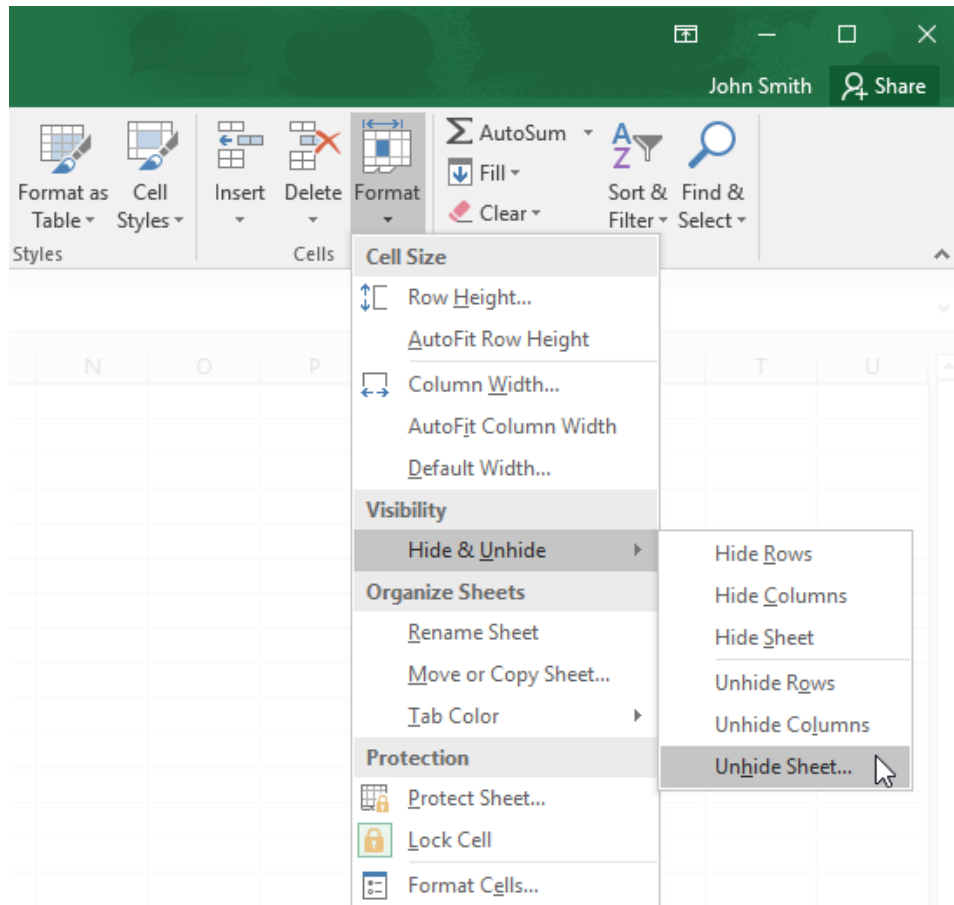 John Smith
Share
AutoSum
Fill
Clear
Format as
Table
Cell
Styles
Insert
Delete
Format
Sort &
Filter
Find &
Select
Styles
Cells
Cell Size
Row Height...
AutoFit Row Height
Column Width...
AutoFit Column Width
Default Width...
Visibility
Hide & Unhide
Organize Sheets
Rename Sheet
Move or Copy Sheet...
Tab Color
Protection
Protect Sheet...
Lock Cell
Format Cells...
Hide Rows
Hide Columns
Hide Sheet
Unhide Rows
Unhide Columns
Unhide Sheet...
N O P T U
A
Z